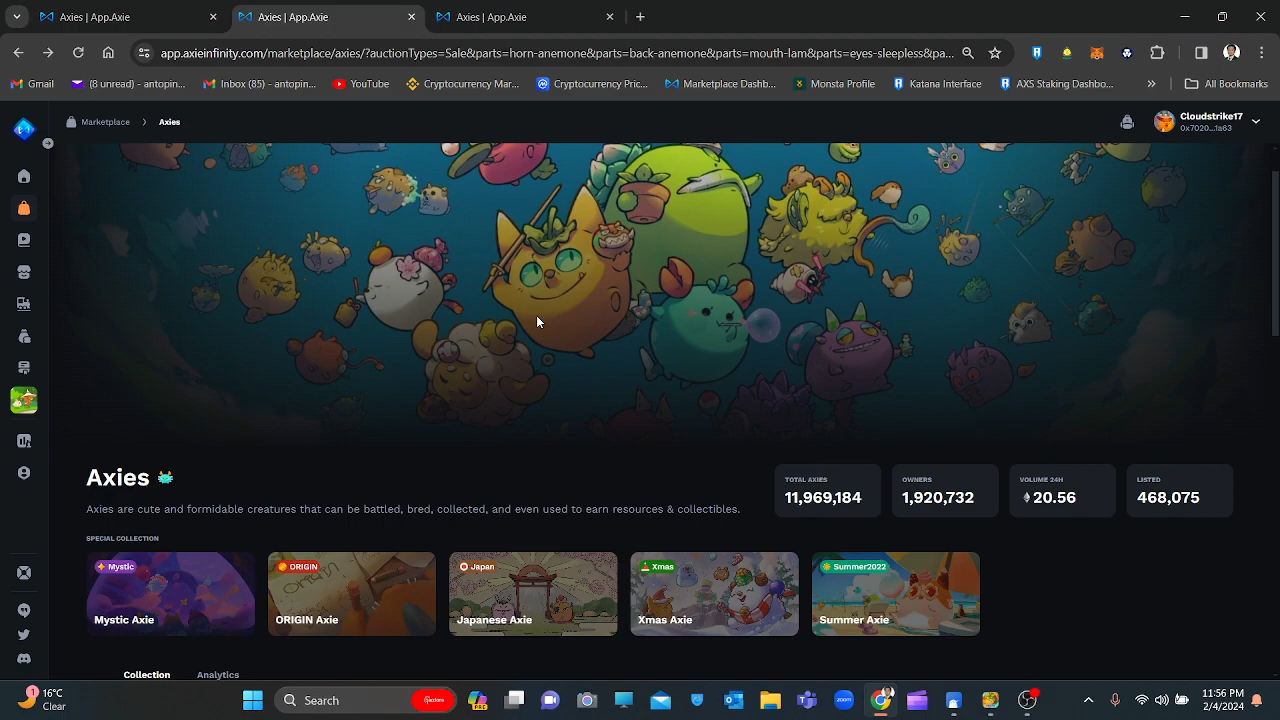 Axies | App.Axie
Axies | App.Axie
Axies | App.Axie
app.axieinfinity.com/marketplace/axies/?auctionTypes=Sale&parts=horn-anemone&parts=back-anemone&parts=mouth-lam&parts=eyes-sleepless&pa...
Gmail
(8 unread) - antopin...
Inbox (85) - antopin...
YouTube
Cryptocurrency Mar...
Cryptocurrency Pric...
Marketplace Dashb...
Monsta Profile
Katana Interface
AXS Staking Dashbo...
All Bookmarks
Marketplace > Axies
Cloudstrike17
0x7020...1a63
Axies
TOTAL AXIES
11,969,184
OWNERS
1,920,732
VOLUME 24H
20.56
LISTED
468,075
Axies are cute and formidable creatures that can be battled, bred, collected, and even used to earn resources & collectibles.
SPECIAL COLLECTION
Mystic
Mystic Axie
ORIGIN
ORIGIN Axie
Japan
Japanese Axie
Xmas
Xmas Axie
Summer2022
Summer Axie
Collection
Analytics
1
16°C
Clear
Search
PRE
zoom
11:56 PM
2/4/2024